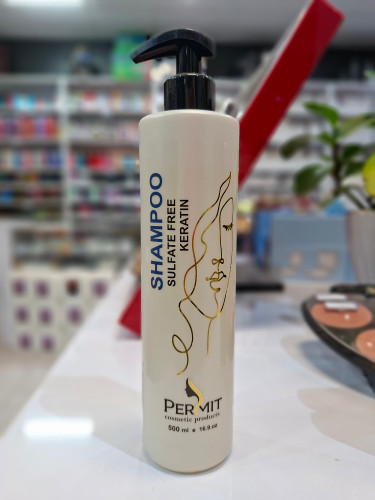 SHAMPOO
SULFATE FREE
KERATIN
PERMIT
cosmetic products
500 ml e 16.9.oz